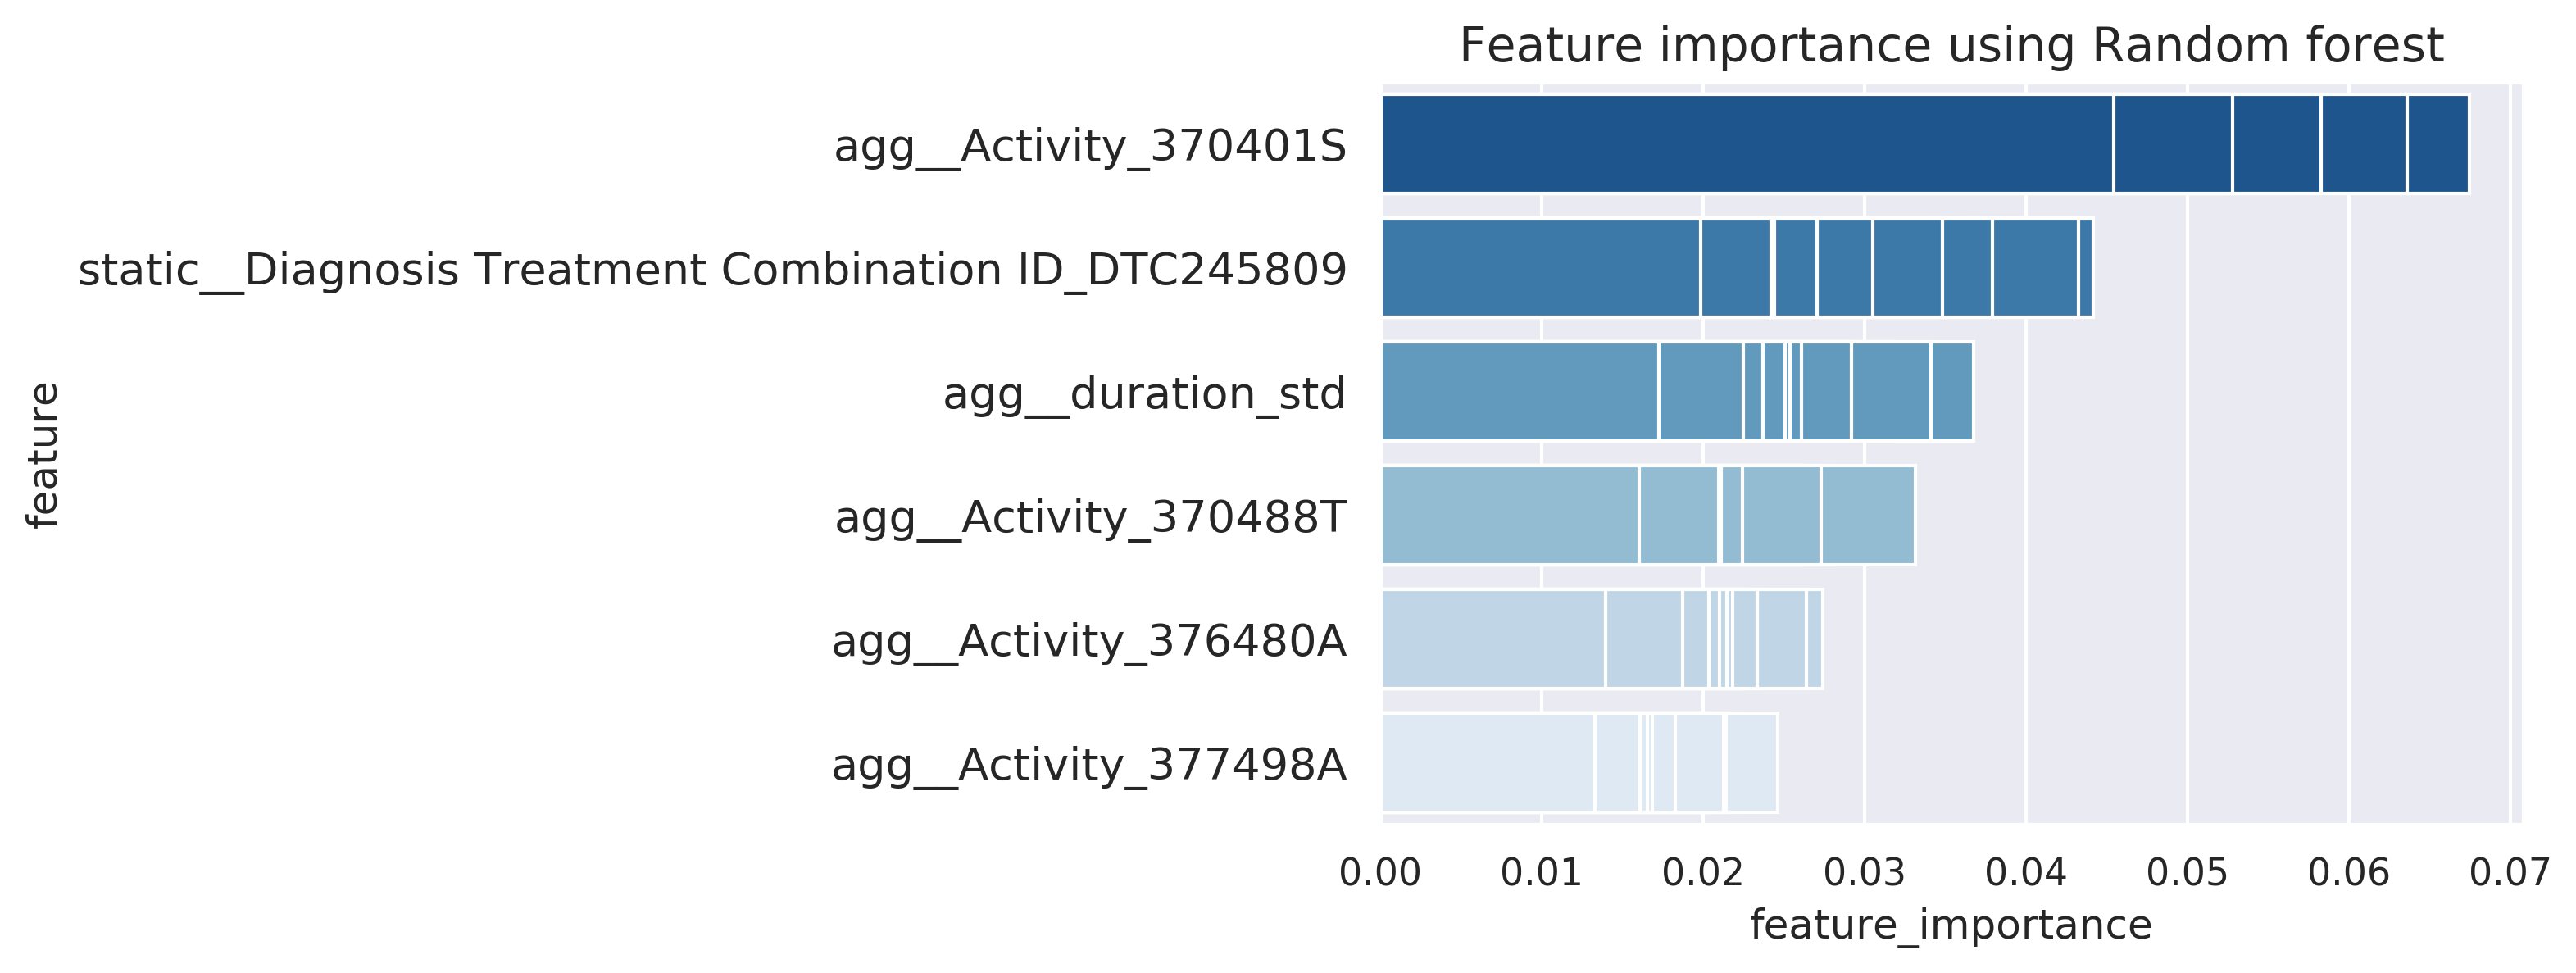 Feature importance using Random forest
feature
agg__Activity_370401S
static__Diagnosis Treatment Combination ID_DTC245809
agg__duration_std
agg__Activity_370488T
agg__Activity_376480A
agg__Activity_377498A
0.00 0.01 0.02 0.03 0.04 0.05 0.06 0.07
feature_importance